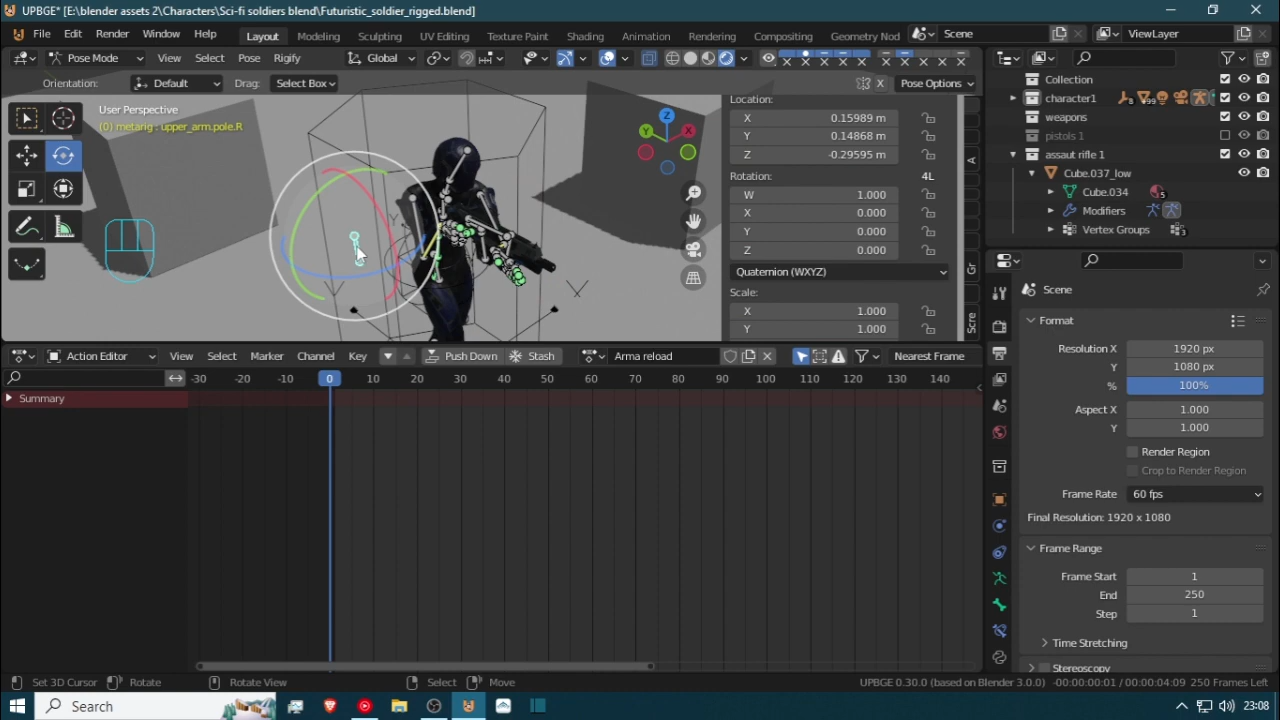 UPBGE* [E:\blender assets 2\Characters\Sci-fi soldiers blend\Futuristic_soldier_rigged.blend]
File Edit Render Window Help Layout Modeling Sculpting UV Editing Texture Paint Shading Animation Rendering Compositing Geometry Nod Scene ViewLayer
Pose Mode View Select Pose Rigify Global
Orientation: Default Drag: Select Box X Pose Options
User Perspective
(0) metarig : upper_arm.pole.R
Location:
X 0.15989 m
Y 0.14868 m
Z -0.29595 m
Rotation: 4L
W 1.000
X 0.000
Y 0.000
Z 0.000
Quaternion (WXYZ)
Scale:
X 1.000
Y 1.000
Z
X
Y
A
Gr
Scre
Collection
character1 8 99
weapons
pistols 1
assaut rifle 1
Cube.037_low
Cube.034 5
Modifiers
Vertex Groups 3
Scene
Format
Resolution X 1920 px
Y 1080 px
% 100%
Aspect X 1.000
Y 1.000
Render Region
Crop to Render Region
Frame Rate 60 fps
Final Resolution: 1920 x 1080
Frame Range
Frame Start 1
End 250
Step 1
Time Stretching
Stereoscopy
Action Editor View Select Marker Channel Key Push Down Stash Arma reload Nearest Frame
-30 -20 -10 0 10 20 30 40 50 60 70 80 90 100 110 120 130 140
Summary
Set 3D Cursor Rotate Rotate View Select Move UPBGE 0.30.0 (based on Blender 3.0.0) -00:00:00:01 / 00:00:04:09 250 Frames Left
Search 23:08